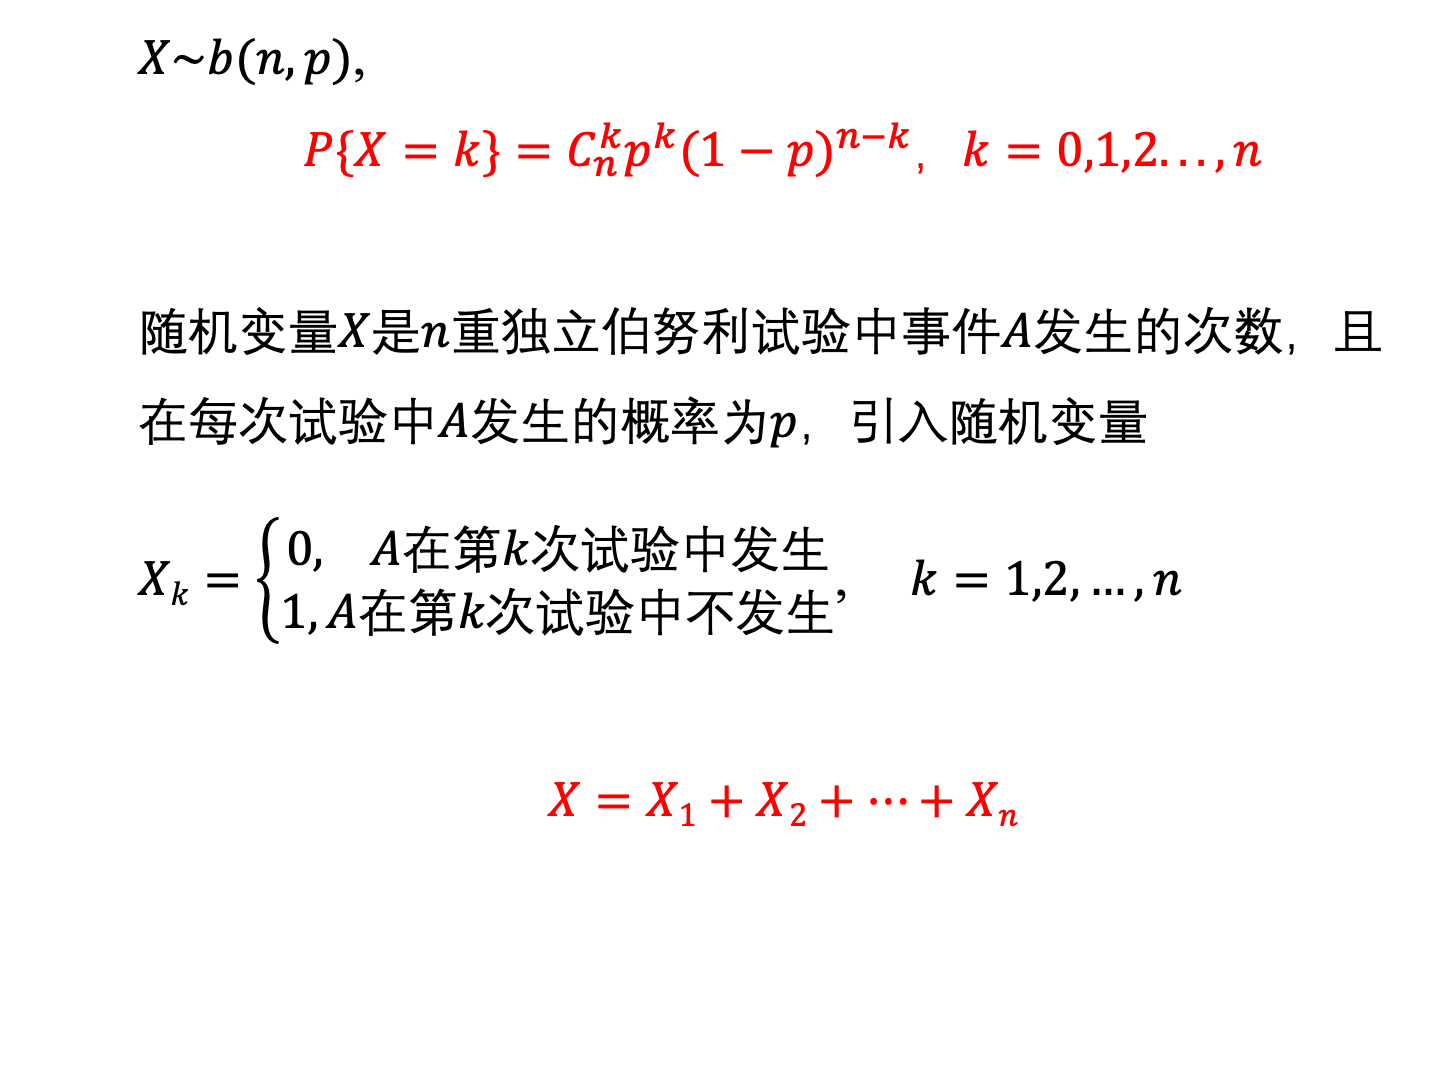 X~b(n,p),
P{X = k} = C_n^k p^k (1 − p)^{n−k}，k = 0,1,2...,n
随机变量X是n重独立伯努利试验中事件A发生的次数，且
在每次试验中A发生的概率为p，引入随机变量
X_k = { 0, A在第k次试验中发生
1, A在第k次试验中不发生 , k = 1,2, … , n
X = X_1 + X_2 + ⋯ + X_n